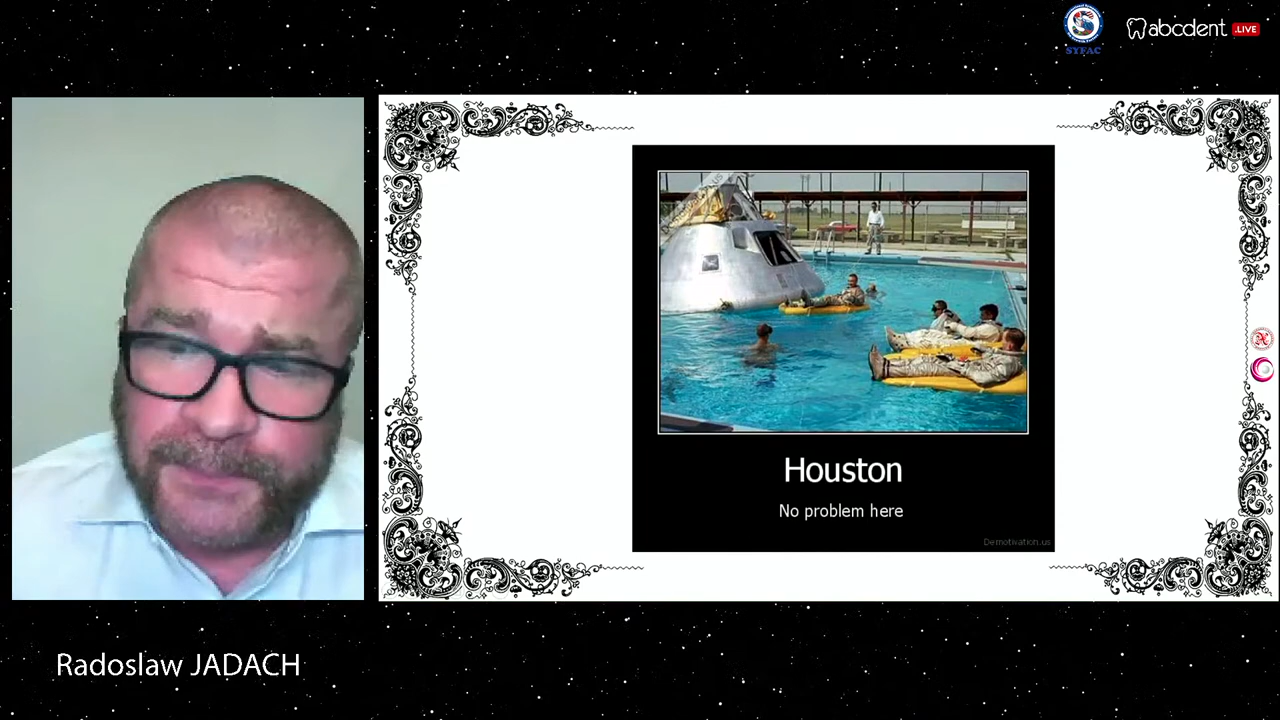 SYFAC
abcdent .LIVE
Houston
No problem here
Demotivation.us
Radoslaw JADACH